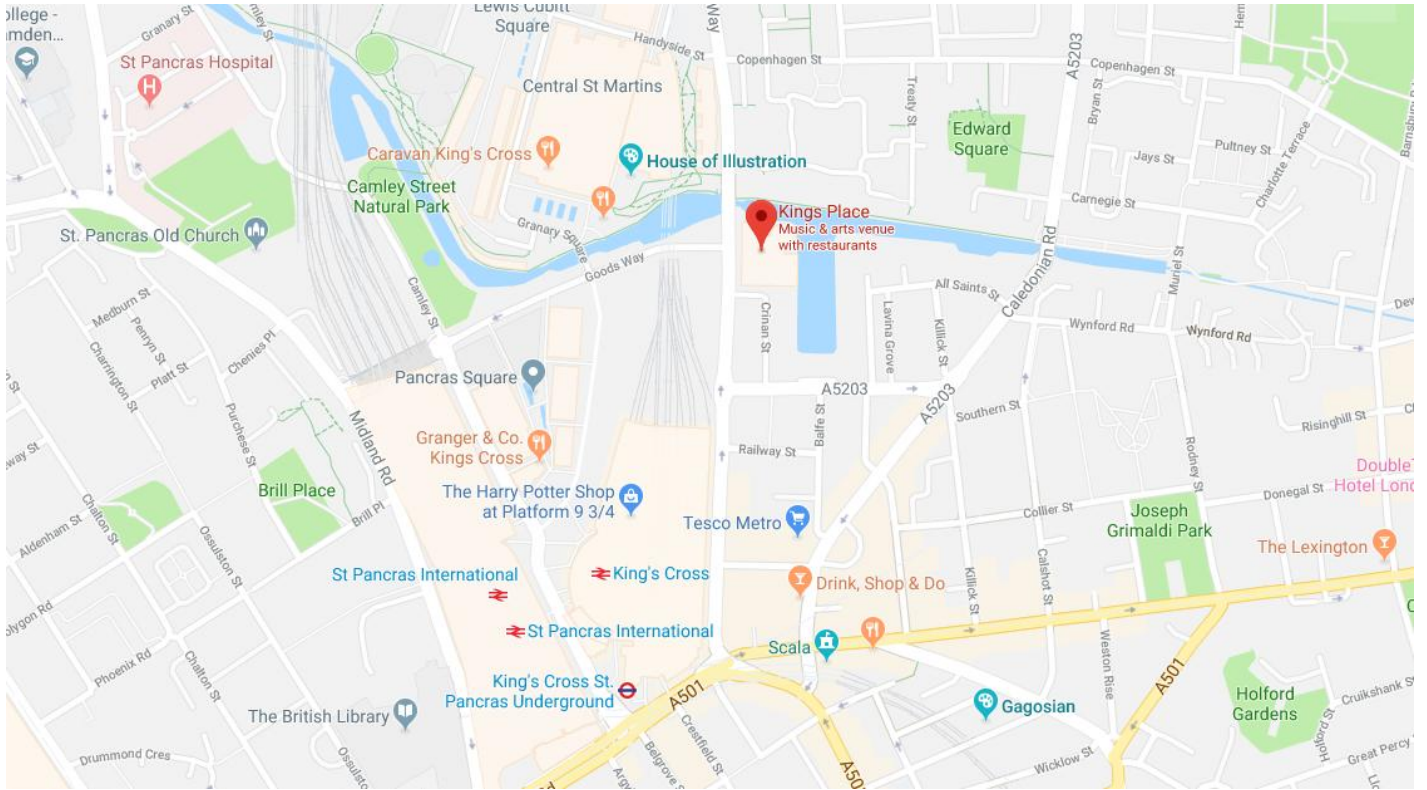 ollege -
amden...
Granary St
St Pancras Hospital
Lewis Cubitt
Square
Handyside St
Way
Central St Martins
Caravan King's Cross
House of Illustration
Camley Street
Natural Park
Granary Square
St. Pancras Old Church
Goods Way
Camley St
Copenhagen St
Treaty St
A5203
Copenhagen St
Bryan St
Edward
Square
Jays St
Pultney St
Charlotte Terrace
Carnegie St
Kings Place
Music & arts venue
with restaurants
Caledonian Rd
Muriel St
All Saints St
Wynford Rd
Wynford Rd
Crinan St
Lavina Grove
Killick St
Medburn St
Penryn St
Charrington St
Platt St
Chenies Pl
Purchese St
Pancras Square
Midland Rd
A5203
A5203
Balfe St
Southern St
Railway St
Rodney St
Risinghill St
Granger & Co.
Kings Cross
Brill Place
Brill Pl
The Harry Potter Shop
at Platform 9 3/4
Tesco Metro
Collier St
Joseph
Grimaldi Park
Donegal St
Hotel Lond
The Lexington
Aldenham St
Chalton St
Ossulston St
St Pancras International
King's Cross
Drink, Shop & Do
Killick St
Calshot St
St Pancras International
Scala
Phoenix Rd
Chalton St
Weston Rise
King's Cross St.
Pancras Underground
A501
A501
The British Library
Gagosian
Holford
Gardens
Cruikshank St
Holford St
Great Percy
Drummond Cres
Ossulston
Belgrove S
Crestfield St
Wicklow St